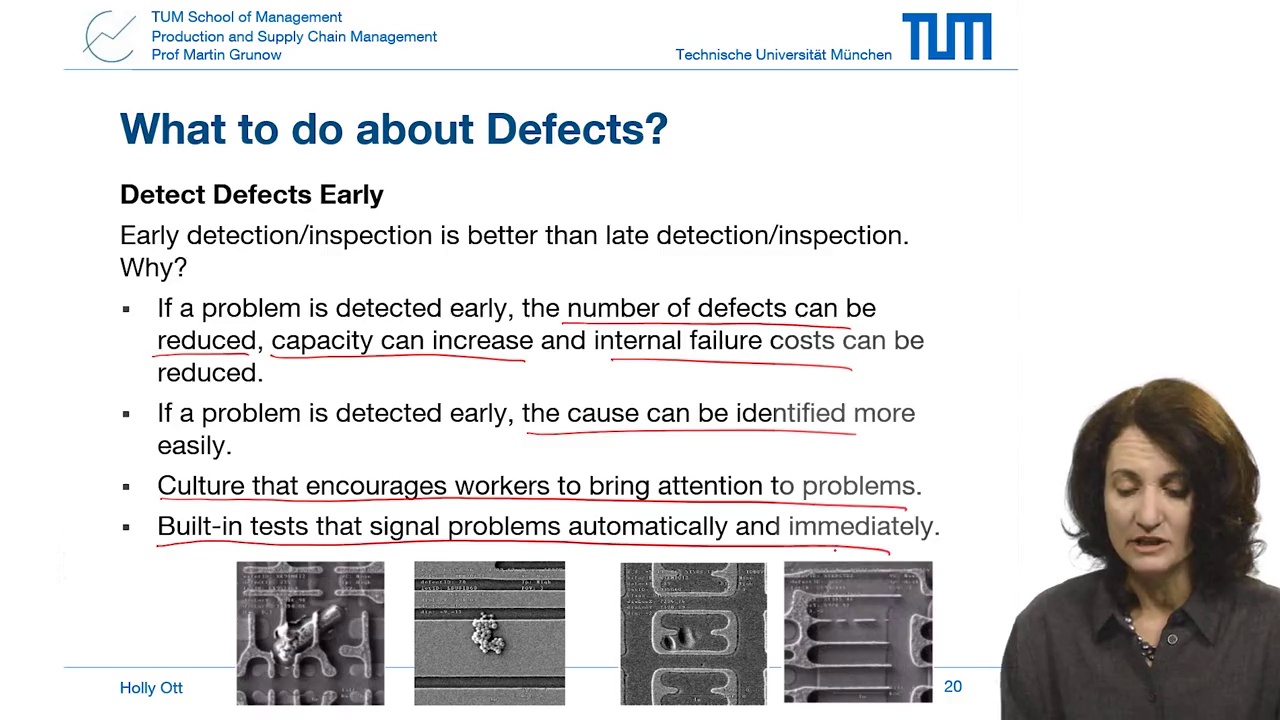 TUM School of Management
Production and Supply Chain Management
Prof Martin Grunow
Technische Universität München
TUM
What to do about Defects?
Detect Defects Early
Early detection/inspection is better than late detection/inspection.
Why?
▪ If a problem is detected early, the number of defects can be
reduced, capacity can increase and internal failure costs can be
reduced.
▪ If a problem is detected early, the cause can be identified more
easily.
▪ Culture that encourages workers to bring attention to problems.
▪ Built-in tests that signal problems automatically and immediately.
Holly Ott
20